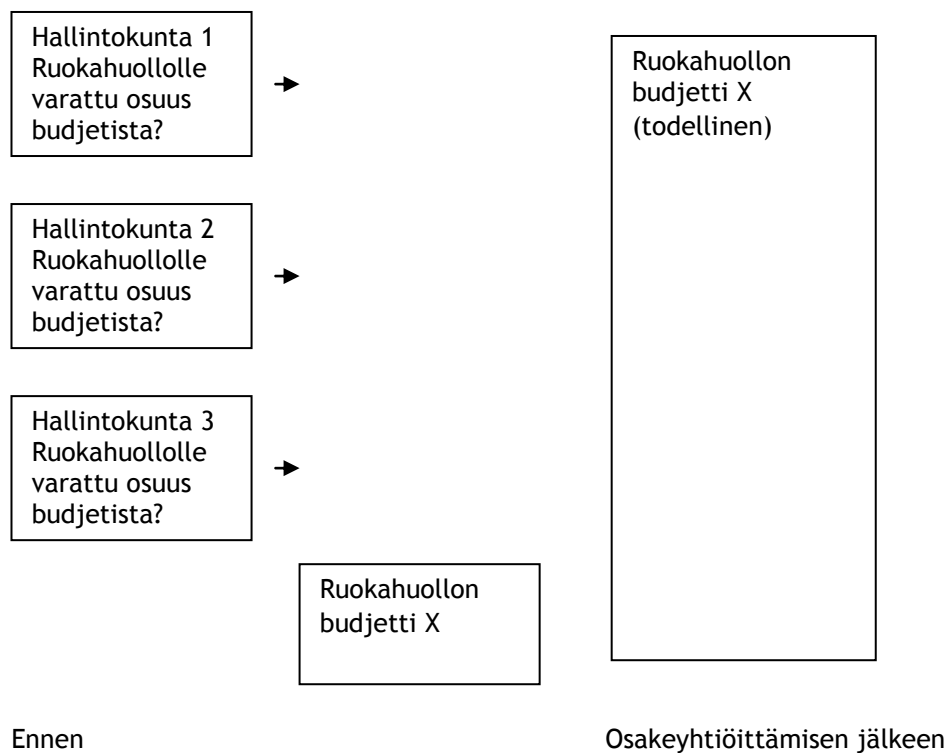 Hallintokunta 1
Ruokahuollolle
varattu osuus
budjetista?
Hallintokunta 2
Ruokahuollolle
varattu osuus
budjetista?
Hallintokunta 3
Ruokahuollolle
varattu osuus
budjetista?
Ruokahuollon
budjetti X
Ruokahuollon
budjetti X
(todellinen)
Ennen
Osakeyhtiöittämisen jälkeen